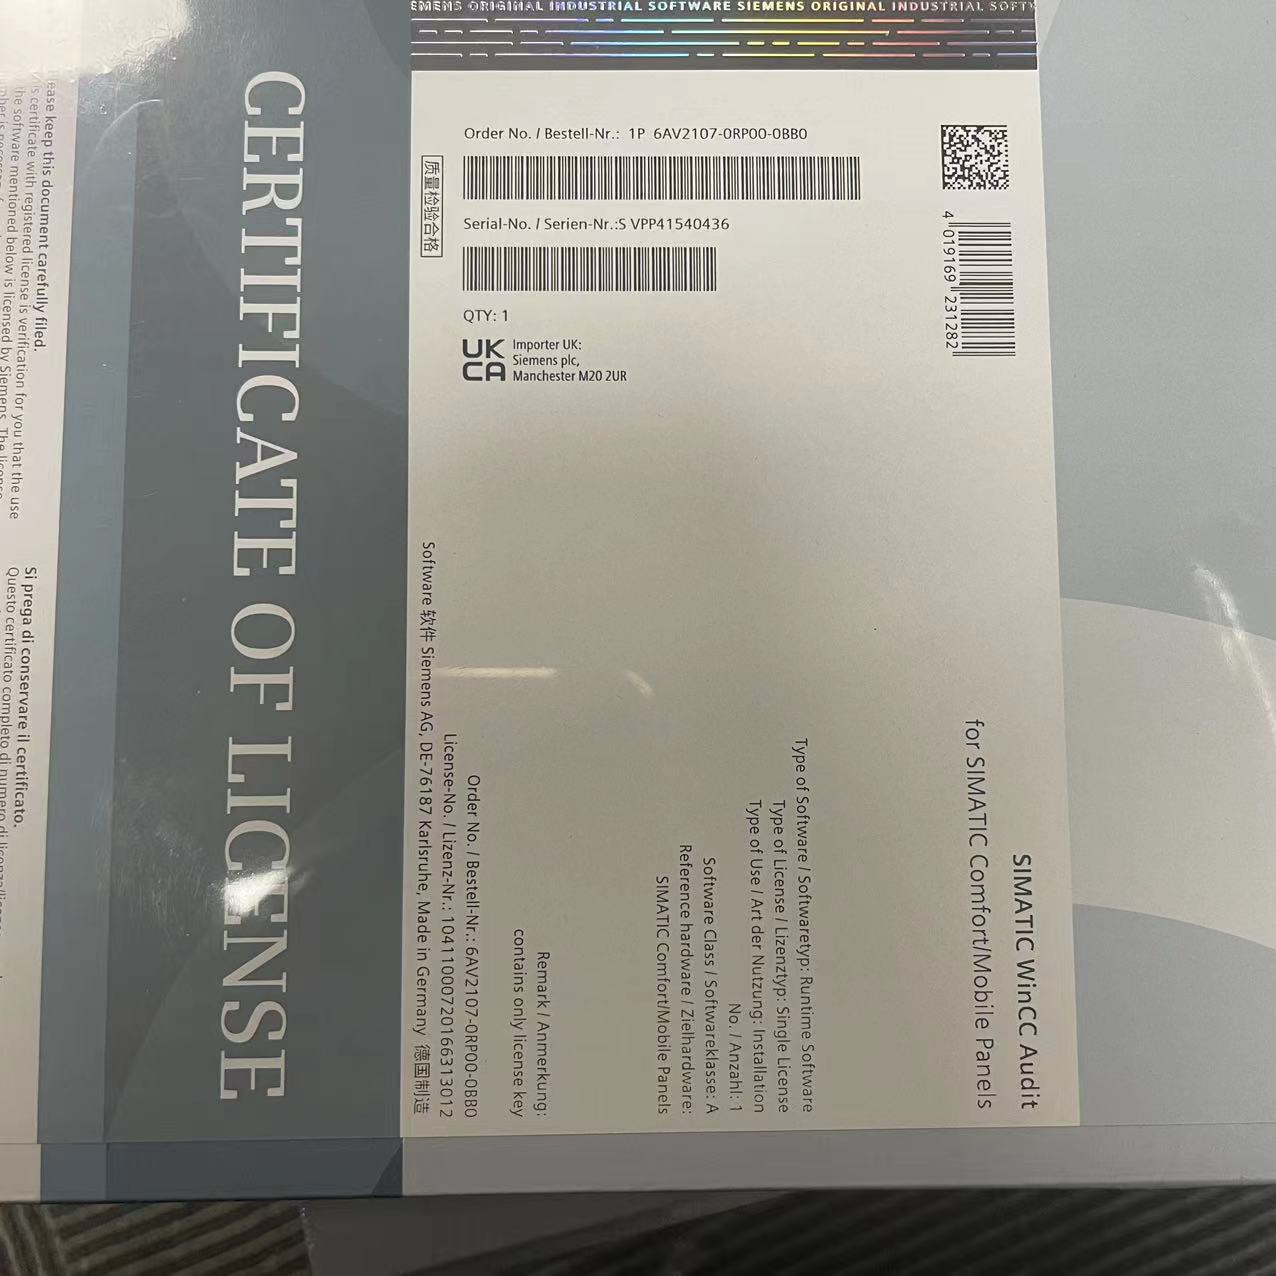 SIEMENS ORIGINAL INDUSTRIAL SOFTWARE SIEMENS ORIGINAL INDUSTRIAL
Order No. / Bestell-Nr.: 1P 6AV2107-0RP00-0BB0
质量检验合格
Serial-No. / Serien-Nr.:S VPP41540436
QTY: 1
UK
CA
Importer UK:
Siemens plc,
Manchester M20 2UR
4 019169 231282
SIMATIC WinCC Audit
for SIMATIC Comfort/Mobile Panels
Type of Software / Softwaretyp: Runtime Software
Type of License / Lizenztyp: Single License
Type of Use / Art der Nutzung: Installation
No. / Anzahl: 1
Software Class / Softwareklasse: A
Reference hardware / Zielhardware:
SIMATIC Comfort/Mobile Panels
Remark / Anmerkung:
contains only license key
Order No. / Bestell-Nr.: 6AV2107-0RP00-0BB0
License-No. / Lizenz-Nr.: 10411000720166313012
Software 软件 Siemens AG, DE-76187 Karlsruhe, Made in Germany 德国制造
CERTIFICATE OF LICENSE
ease keep this document carefully filed.
s certificate with registered license is verification for you that the use
he software mentioned below is licensed by Siemens. The license
Si prega di conservare il certificato.
Questo certificato completo di numero di